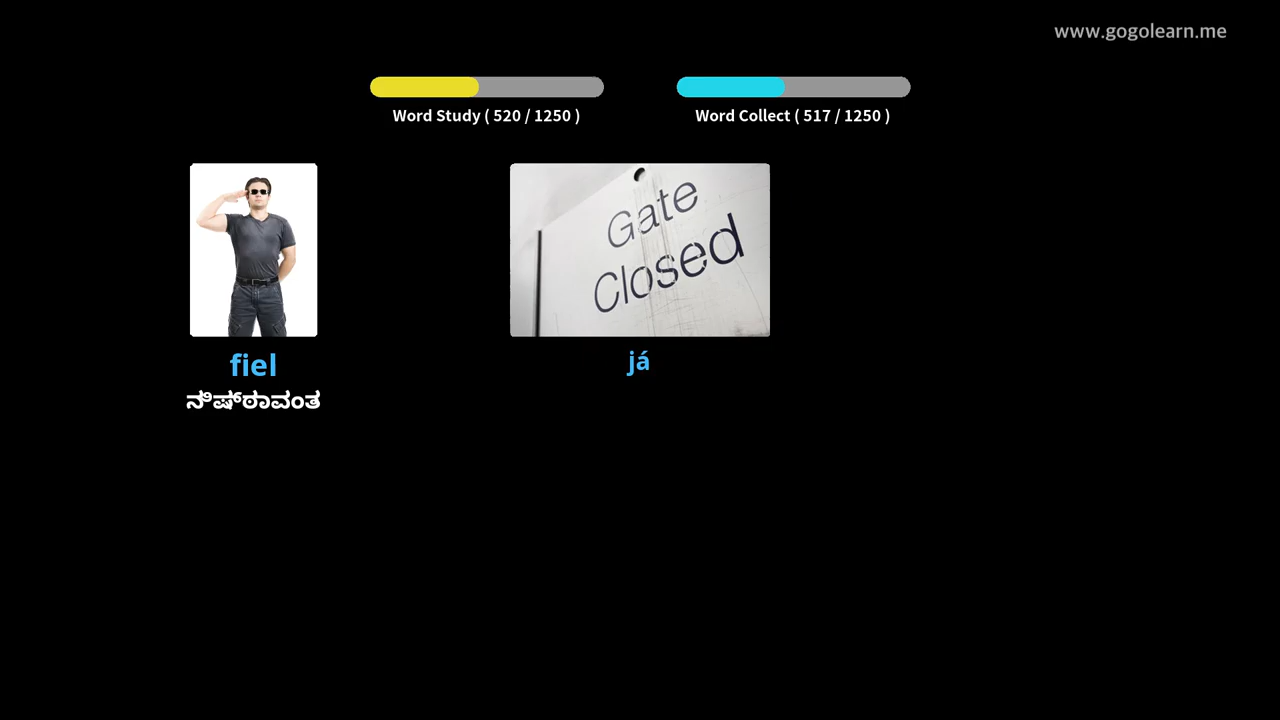 www.gogolearn.me
Word Study ( 520 / 1250 )
Word Collect ( 517 / 1250 )
Gate
Closed
fiel
já
ನಿಷ್ಠಾವಂತ